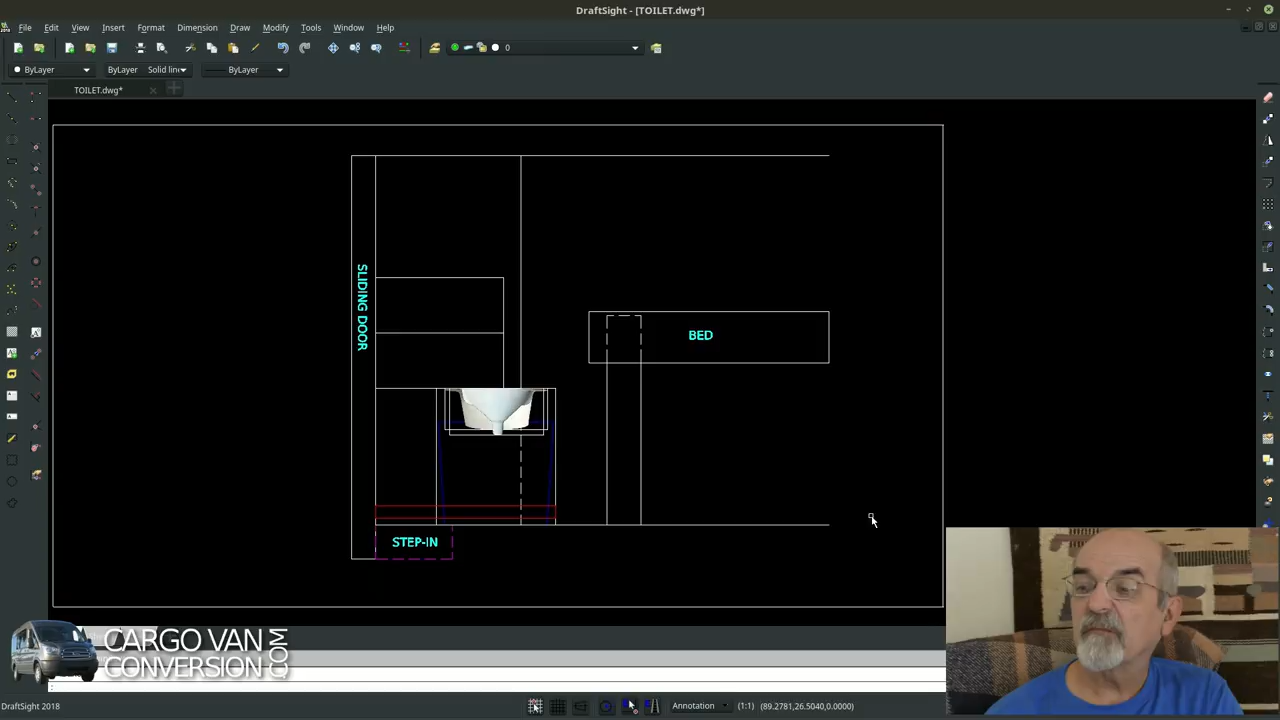 DraftSight - [TOILET.dwg*]
File Edit View Insert Format Dimension Draw Modify Tools Window Help
0
ByLayer ByLayer Solid line ByLayer
TOILET.dwg*
SLIDING DOOR
BED
STEP-IN
CARGO VAN
CONVERSION.COM
:
DraftSight 2018 Annotation (1:1) (89.2781,26.5040,0.0000)